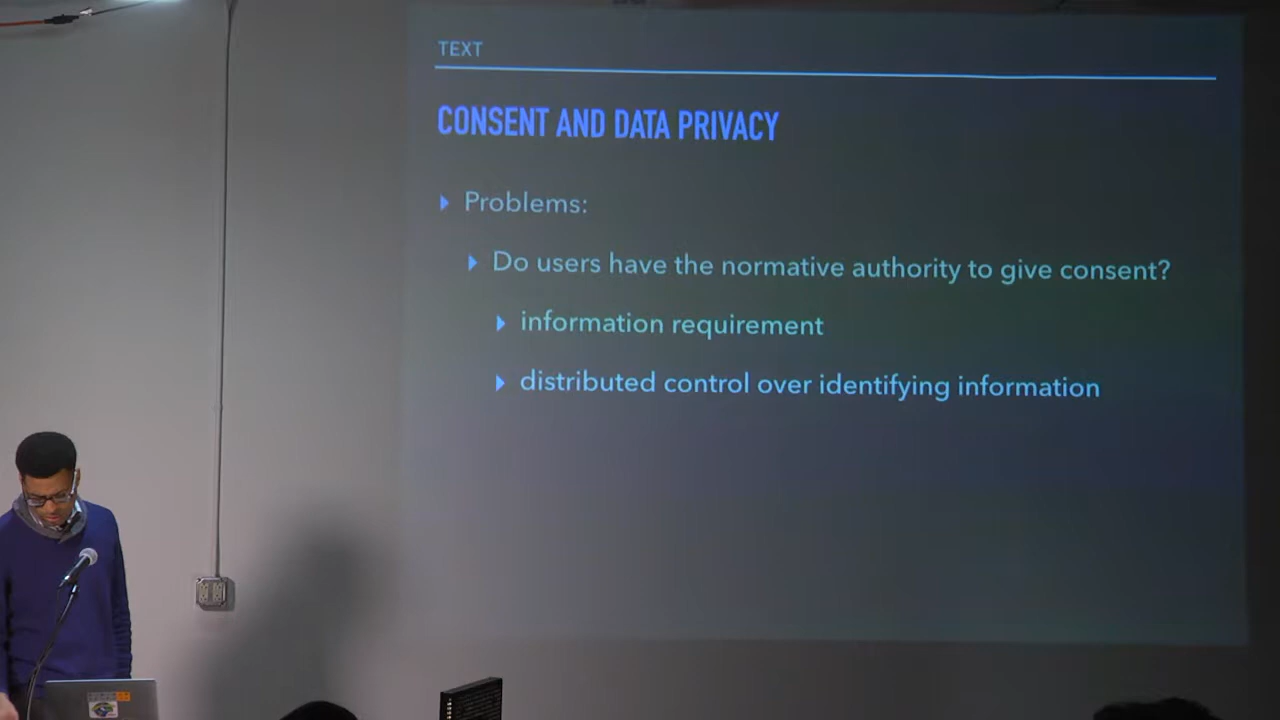 TEXT
CONSENT AND DATA PRIVACY
Problems:
Do users have the normative authority to give consent?
information requirement
distributed control over identifying information